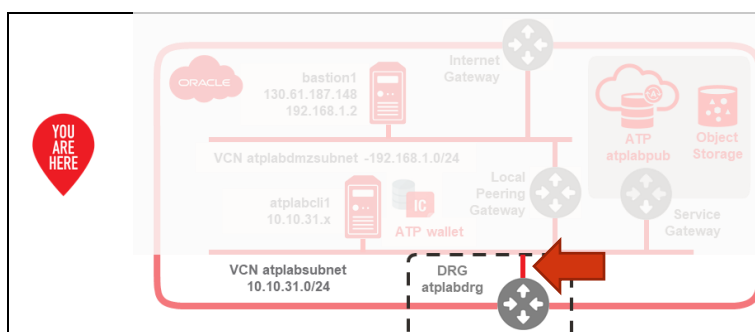 YOU
ARE
HERE
ORACLE
bastion1
130.61.187.148
192.168.1.2
Internet
Gateway
ATP
atplabpub
Object
Storage
VCN atplabdmzsubnet -192.168.1.0/24
Local
Peering
Gateway
atplabcli1
10.10.31.x
IC
ATP wallet
Service
Gateway
VCN atplabsubnet
10.10.31.0/24
DRG
atplabdrg